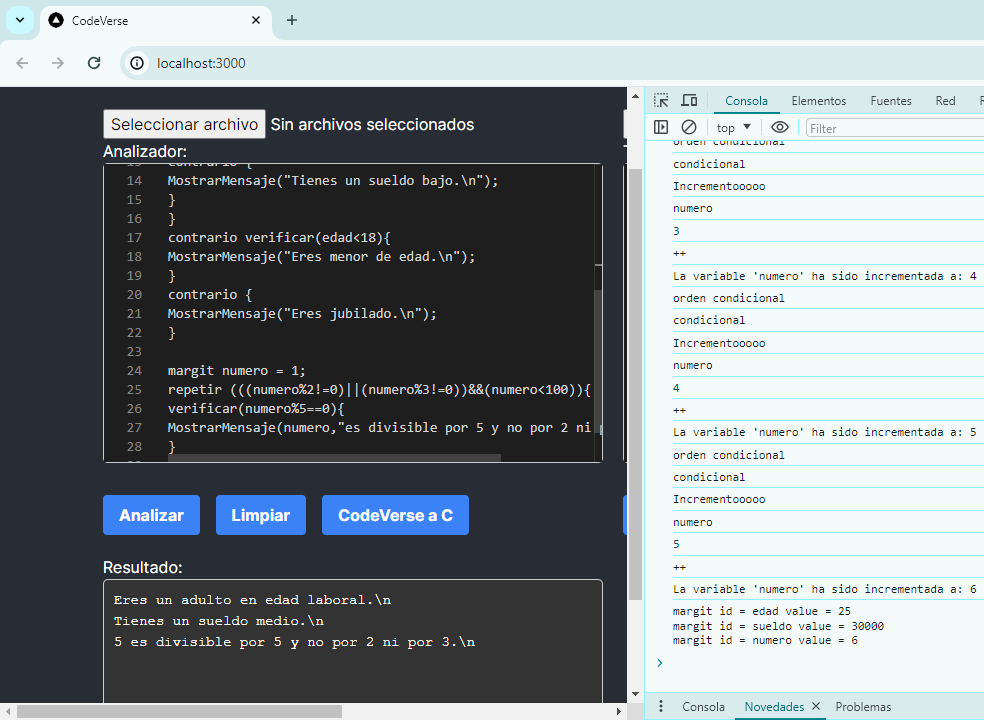 CodeVerse
localhost:3000
Seleccionar archivo Sin archivos seleccionados
Analizador:
14 MostrarMensaje("Tienes un sueldo bajo.\n");
15 }
16 }
17 contrario verificar(edad<18){
18 MostrarMensaje("Eres menor de edad.\n");
19 }
20 contrario {
21 MostrarMensaje("Eres jubilado.\n");
22 }
23
24 margit numero = 1;
25 repetir (((numero%2!=0)||(numero%3!=0))&&(numero<100)){
26 verificar(numero%5==0){
27 MostrarMensaje(numero,"es divisible por 5 y no por 2 ni
28 }
Analizar Limpiar CodeVerse a C
Resultado:
Eres un adulto en edad laboral.\n
Tienes un sueldo medio.\n
5 es divisible por 5 y no por 2 ni por 3.\n
Consola Elementos Fuentes Red
top Filter
orden condicional
condicional
Incrementooooo
numero
3
++
La variable 'numero' ha sido incrementada a: 4
orden condicional
condicional
Incrementooooo
numero
4
++
La variable 'numero' ha sido incrementada a: 5
orden condicional
condicional
Incrementooooo
numero
5
++
La variable 'numero' ha sido incrementada a: 6
margit id = edad value = 25
margit id = sueldo value = 30000
margit id = numero value = 6
Consola Novedades Problemas